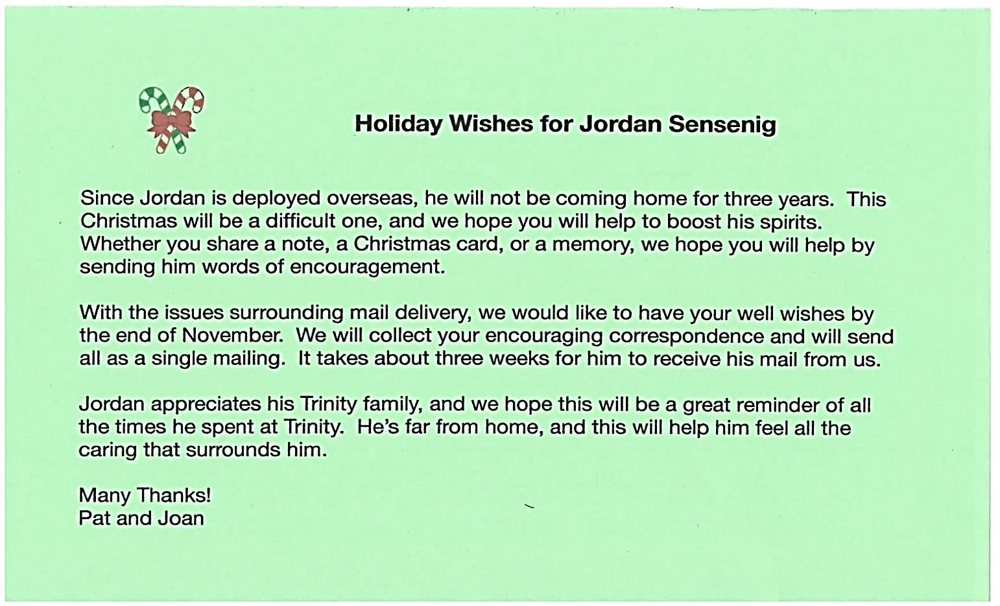 Holiday Wishes for Jordan Sensenig
Since Jordan is deployed overseas, he will not be coming home for three years.  This
Christmas will be a difficult one, and we hope you will help to boost his spirits.
Whether you share a note, a Christmas card, or a memory, we hope you will help by
sending him words of encouragement.
With the issues surrounding mail delivery, we would like to have your well wishes by
the end of November.  We will collect your encouraging correspondence and will send
all as a single mailing.  It takes about three weeks for him to receive his mail from us.
Jordan appreciates his Trinity family, and we hope this will be a great reminder of all
the times he spent at Trinity.  He's far from home, and this will help him feel all the
caring that surrounds him.
Many Thanks!
Pat and Joan